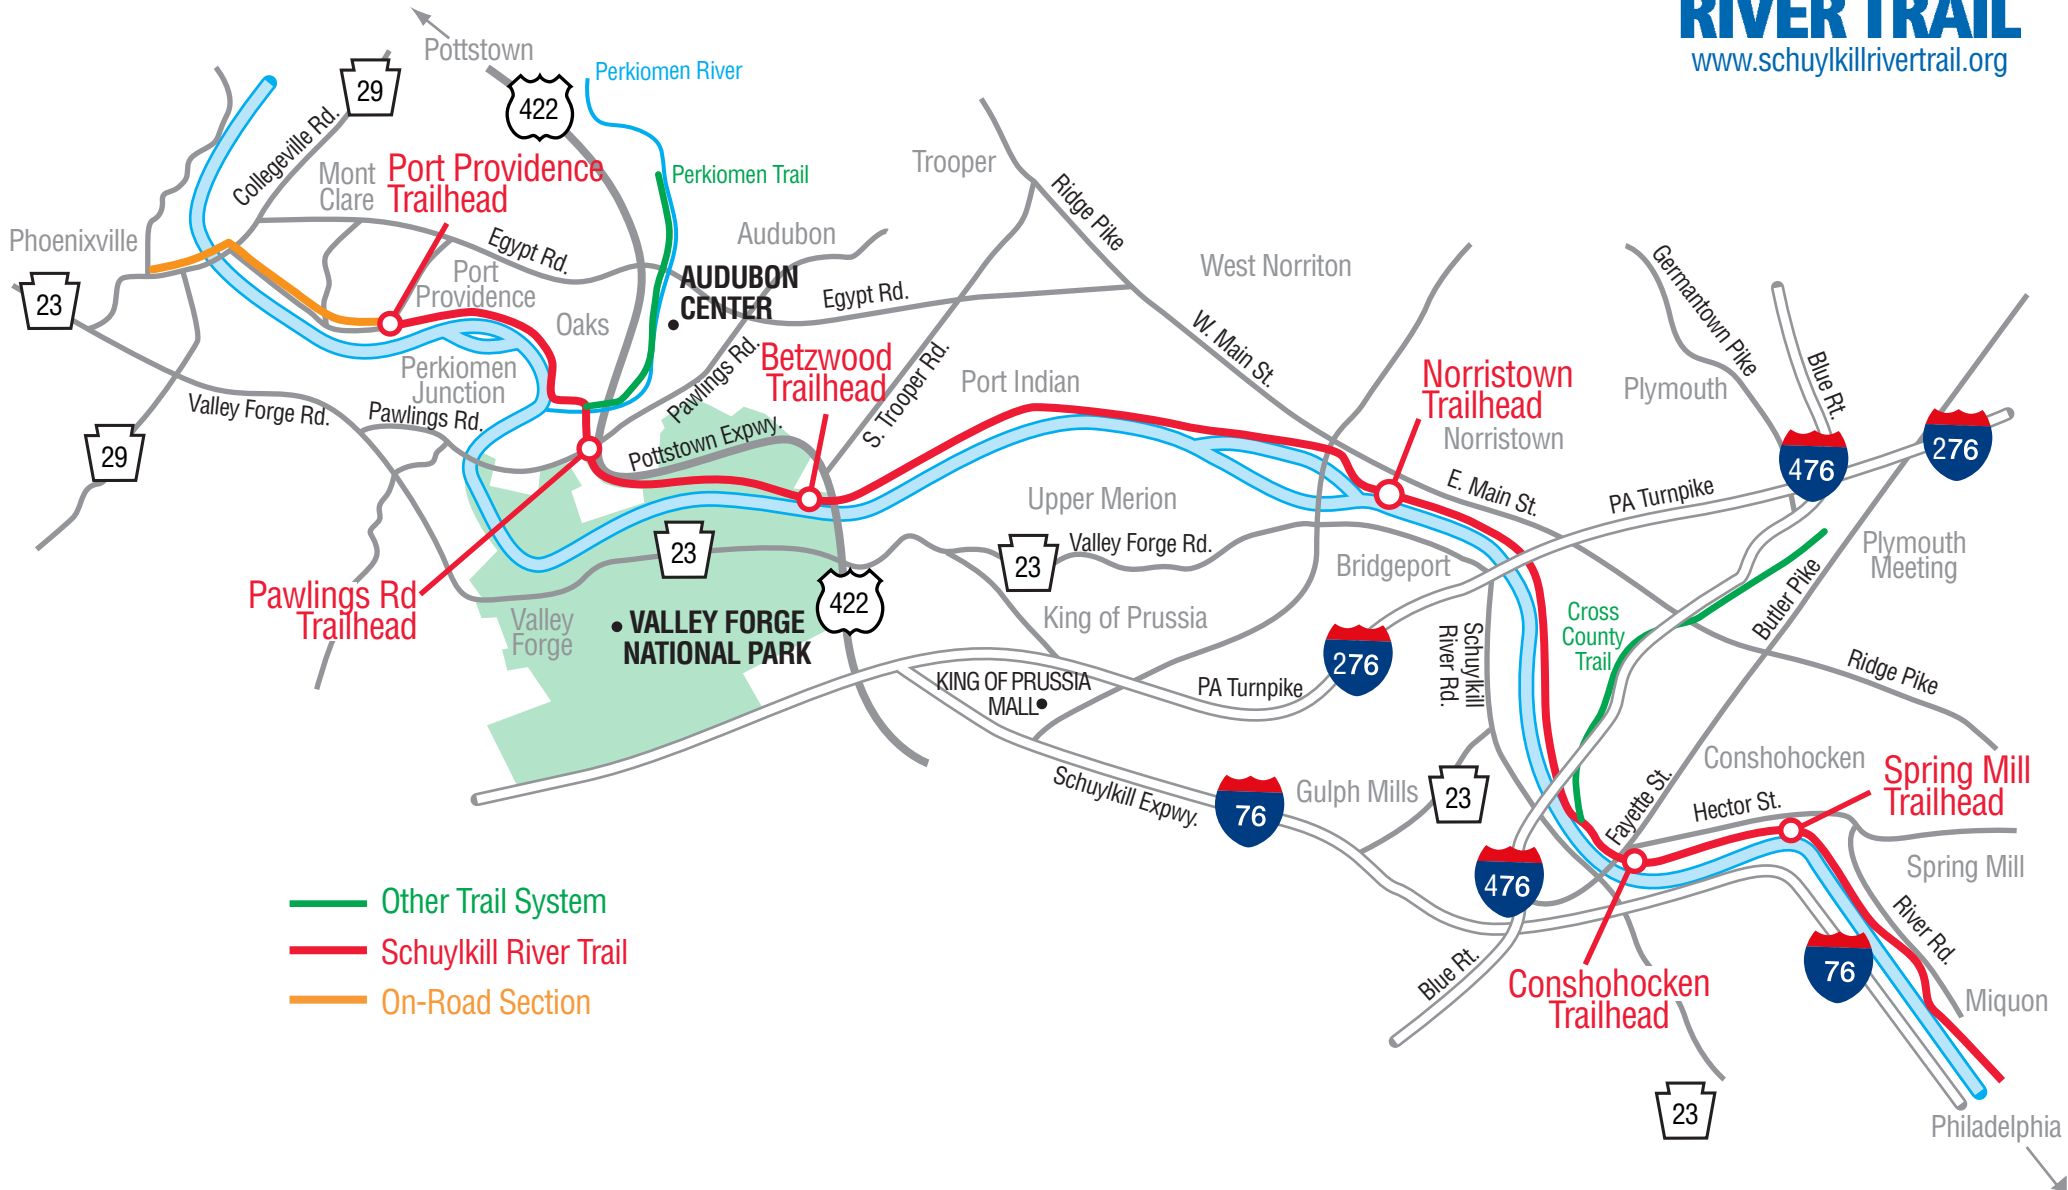 RIVER TRAIL
www.schuylkillrivertrail.org
Pottstown
29
422
Perkiomen River
Collegeville Rd.
Mont
Clare
Port Providence
Trailhead
Perkiomen Trail
Trooper
Ridge Pike
Phoenixville
23
Egypt Rd.
Port
Providence
Audubon
AUDUBON
CENTER
Egypt Rd.
West Norriton
Germantown Pike
Oaks
Perkiomen
Junction
Pawlings Rd.
Betzwood
Trailhead
S. Trooper Rd.
Port Indian
W. Main St.
Norristown
Trailhead
Norristown
Plymouth
Blue Rt.
276
476
Valley Forge Rd.
Pawlings Rd.
29
Pottstown Expwy.
Upper Merion
E. Main St.
PA Turnpike
23
23
Valley Forge Rd.
Bridgeport
Plymouth
Meeting
Pawlings Rd
Trailhead
Valley
Forge
VALLEY FORGE
NATIONAL PARK
422
King of Prussia
276
Schuylkill
River Rd.
Cross
County
Trail
Butler Pike
Ridge Pike
KING OF PRUSSIA
MALL
PA Turnpike
Schuylkill Expwy.
76
Gulph Mills
23
Conshohocken
Fayette St.
Hector St.
Spring Mill
Trailhead
Spring Mill
476
Other Trail System
Schuylkill River Trail
On-Road Section
Blue Rt.
Conshohocken
Trailhead
River Rd.
76
Miquon
23
Philadelphia